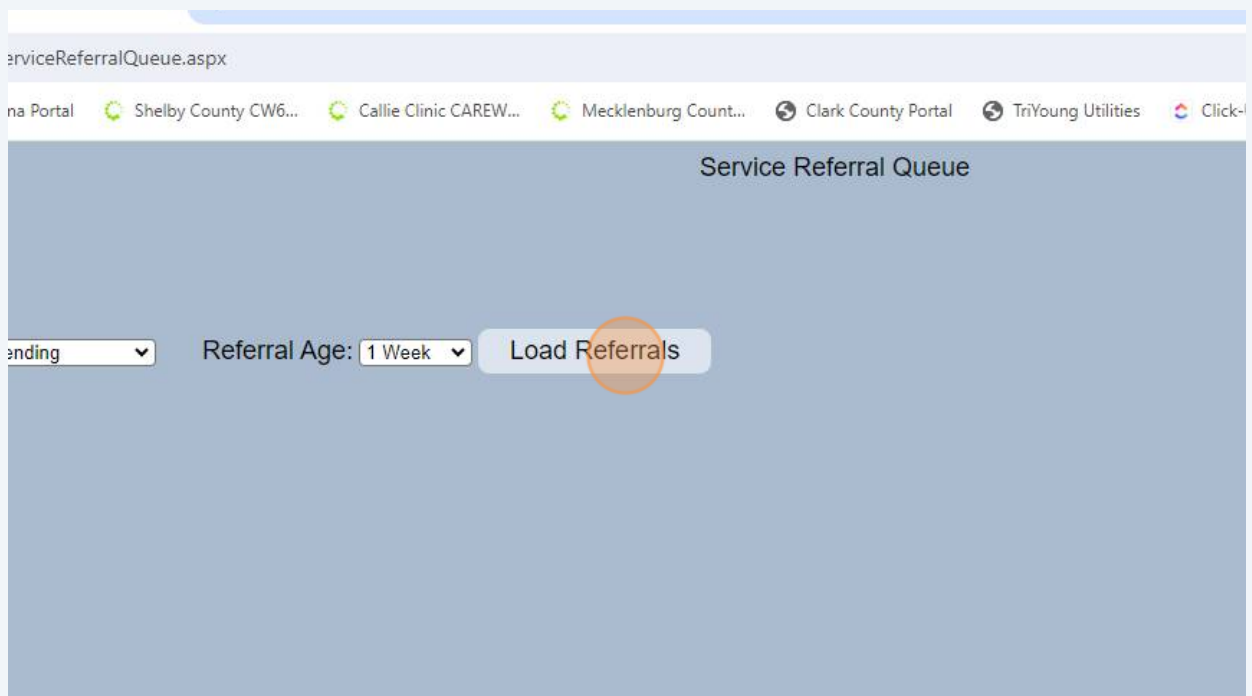 erviceReferralQueue.aspx
na Portal Shelby County CW6... Callie Clinic CAREW... Mecklenburg Count... Clark County Portal TriYoung Utilities Click-
Service Referral Queue
ending Referral Age: 1 Week Load Referrals